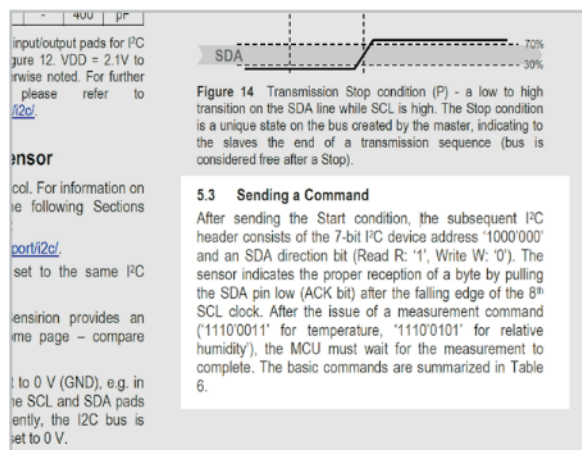 - 400 pF
input/output pads for I²C
gure 12. VDD = 2.1V to
erwise noted. For further
please refer to
/i2c/.
ensor
col. For information on
e following Sections
port/i2c/.
set to the same I²C
Sensirion provides an
me page – compare
t to 0 V (GND), e.g. in
e SCL and SDA pads
ently, the I2C bus is
set to 0 V.
SDA
70%
30%
Figure 14 Transmission Stop condition (P) - a low to high
transition on the SDA line while SCL is high. The Stop condition
is a unique state on the bus created by the master, indicating to
the slaves the end of a transmission sequence (bus is
considered free after a Stop).
5.3 Sending a Command
After sending the Start condition, the subsequent I²C
header consists of the 7-bit I²C device address ‘1000’000’
and an SDA direction bit (Read R: ‘1’, Write W: ‘0’). The
sensor indicates the proper reception of a byte by pulling
the SDA pin low (ACK bit) after the falling edge of the 8th
SCL clock. After the issue of a measurement command
(‘1110’0011’ for temperature, ‘1110’0101’ for relative
humidity’), the MCU must wait for the measurement to
complete. The basic commands are summarized in Table
6.